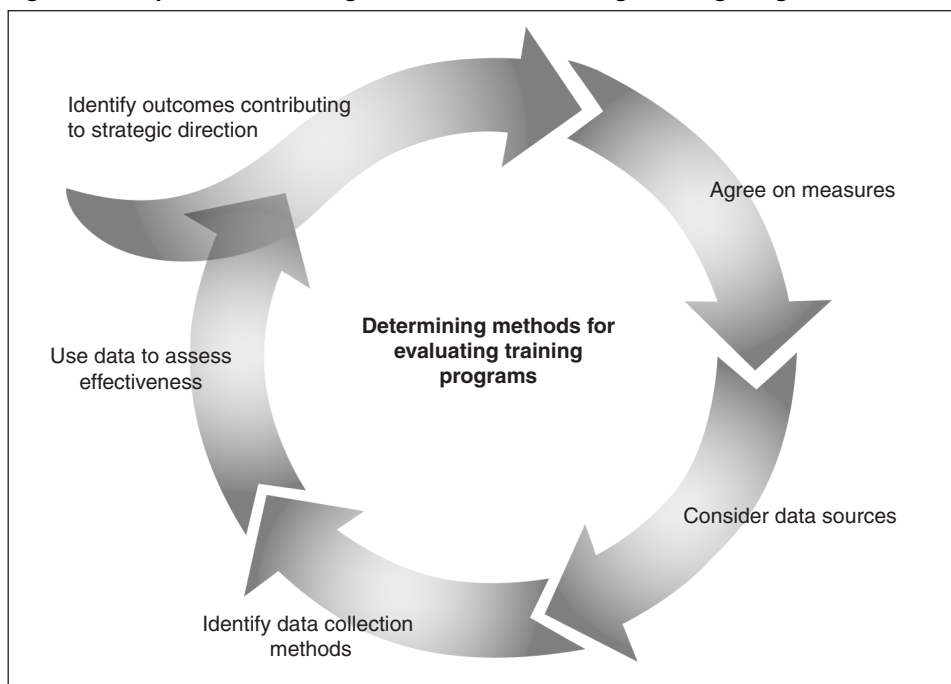 Identify outcomes contributing
to strategic direction
Agree on measures
Determining methods for
evaluating training
programs
Use data to assess
effectiveness
Consider data sources
Identify data collection
methods